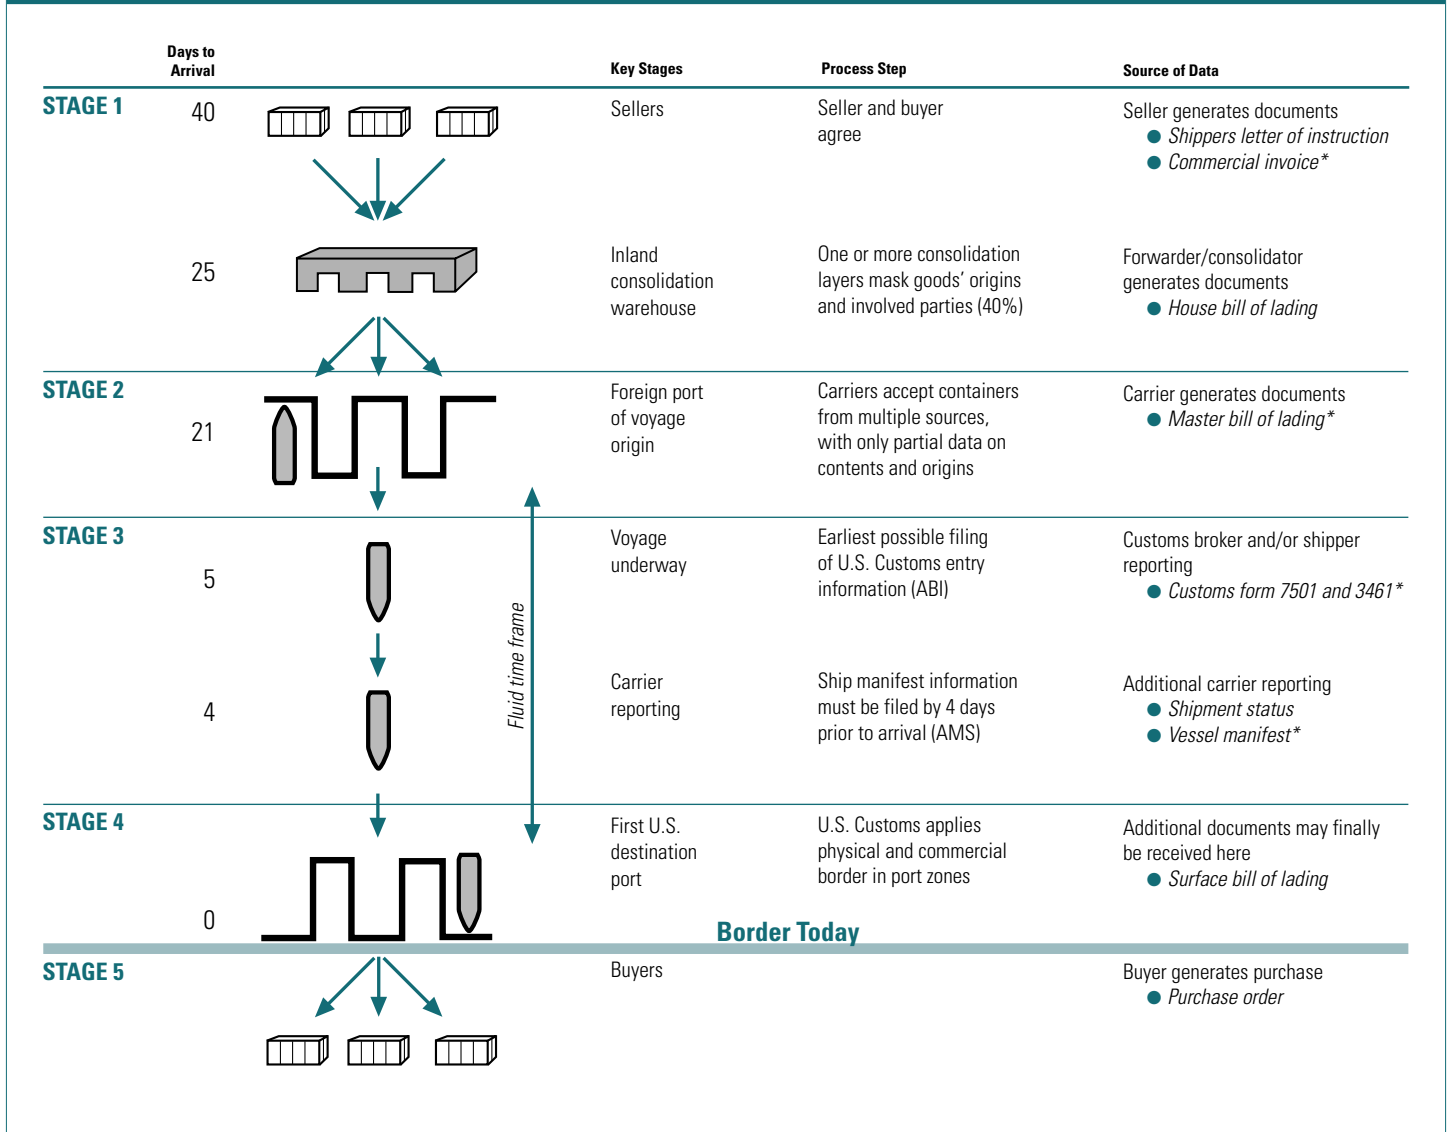 Days to
Arrival
Key Stages
Process Step
Source of Data
STAGE 1
40
Sellers
Seller and buyer
agree
Seller generates documents
● Shippers letter of instruction
● Commercial invoice*
25
Inland
consolidation
warehouse
One or more consolidation
layers mask goods’ origins
and involved parties (40%)
Forwarder/consolidator
generates documents
● House bill of lading
STAGE 2
21
Foreign port
of voyage
origin
Carriers accept containers
from multiple sources,
with only partial data on
contents and origins
Carrier generates documents
● Master bill of lading*
STAGE 3
5
Voyage
underway
Earliest possible filing
of U.S. Customs entry
information (ABI)
Customs broker and/or shipper
reporting
● Customs form 7501 and 3461*
Fluid time frame
4
Carrier
reporting
Ship manifest information
must be filed by 4 days
prior to arrival (AMS)
Additional carrier reporting
● Shipment status
● Vessel manifest*
STAGE 4
0
First U.S.
destination
port
U.S. Customs applies
physical and commercial
border in port zones
Additional documents may finally
be received here
● Surface bill of lading
Border Today
STAGE 5
Buyers
Buyer generates purchase
● Purchase order